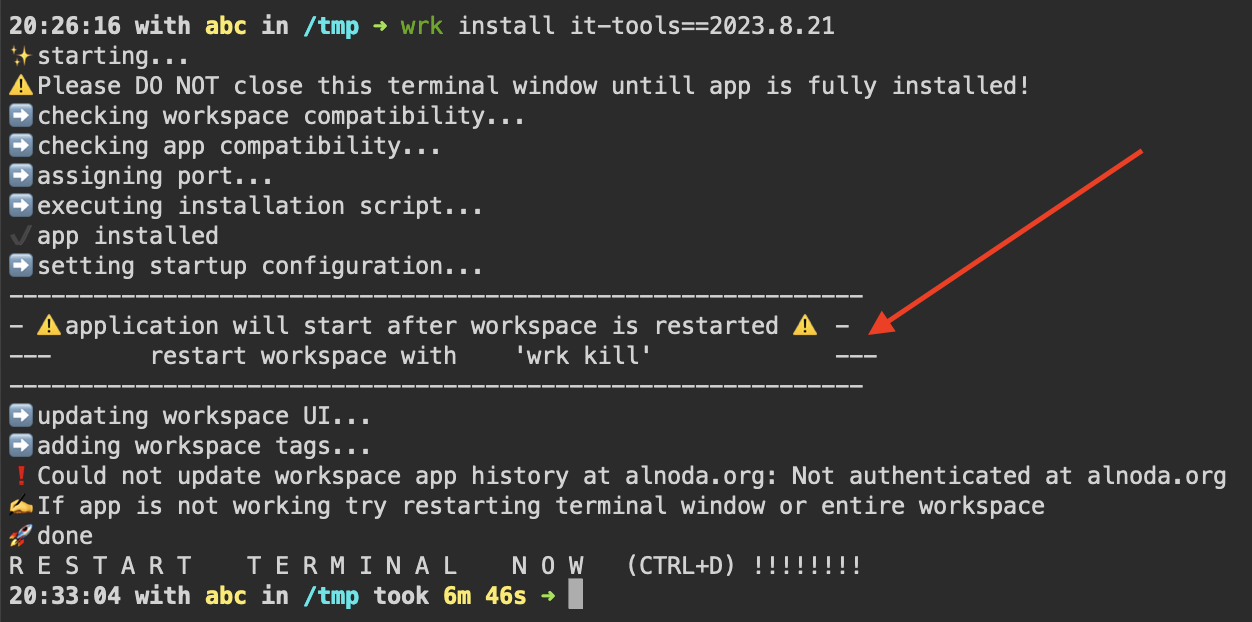 20:26:16 with abc in /tmp ➜ wrk install it-tools==2023.8.21
✨starting...
⚠️Please DO NOT close this terminal window untill app is fully installed!
➡️checking workspace compatibility...
➡️checking app compatibility...
➡️assigning port...
➡️executing installation script...
✔️app installed
➡️setting startup configuration...
-------------------------------------------------------------
- ⚠️application will start after workspace is restarted ⚠️ -
---       restart workspace with    'wrk kill'             ---
-------------------------------------------------------------
➡️updating workspace UI...
➡️adding workspace tags...
❗Could not update workspace app history at alnoda.org: Not authenticated at alnoda.org
✍️If app is not working try restarting terminal window or entire workspace
🚀done
R E S T A R T    T E R M I N A L    N O W   (CTRL+D) !!!!!!!!
20:33:04 with abc in /tmp took 6m 46s ➜